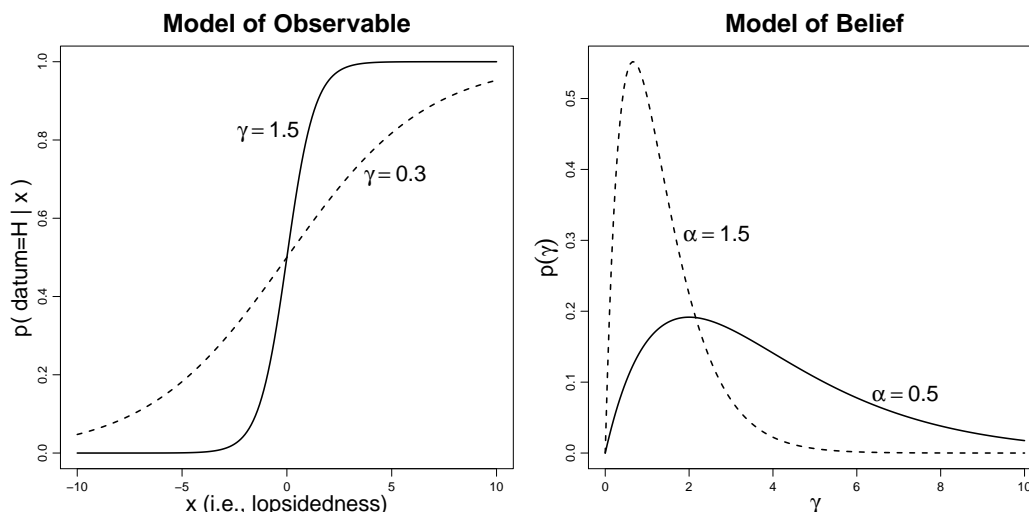 Model of Observable
p( datum=H | x )
1.0
0.8
0.6
0.4
0.2
0.0
γ = 1.5
γ = 0.3
−10
−5
0
5
10
x (i.e., lopsidedness)
Model of Belief
p(γ)
0.5
0.4
0.3
0.2
0.1
0.0
α = 1.5
α = 0.5
0
2
4
6
8
10
γ